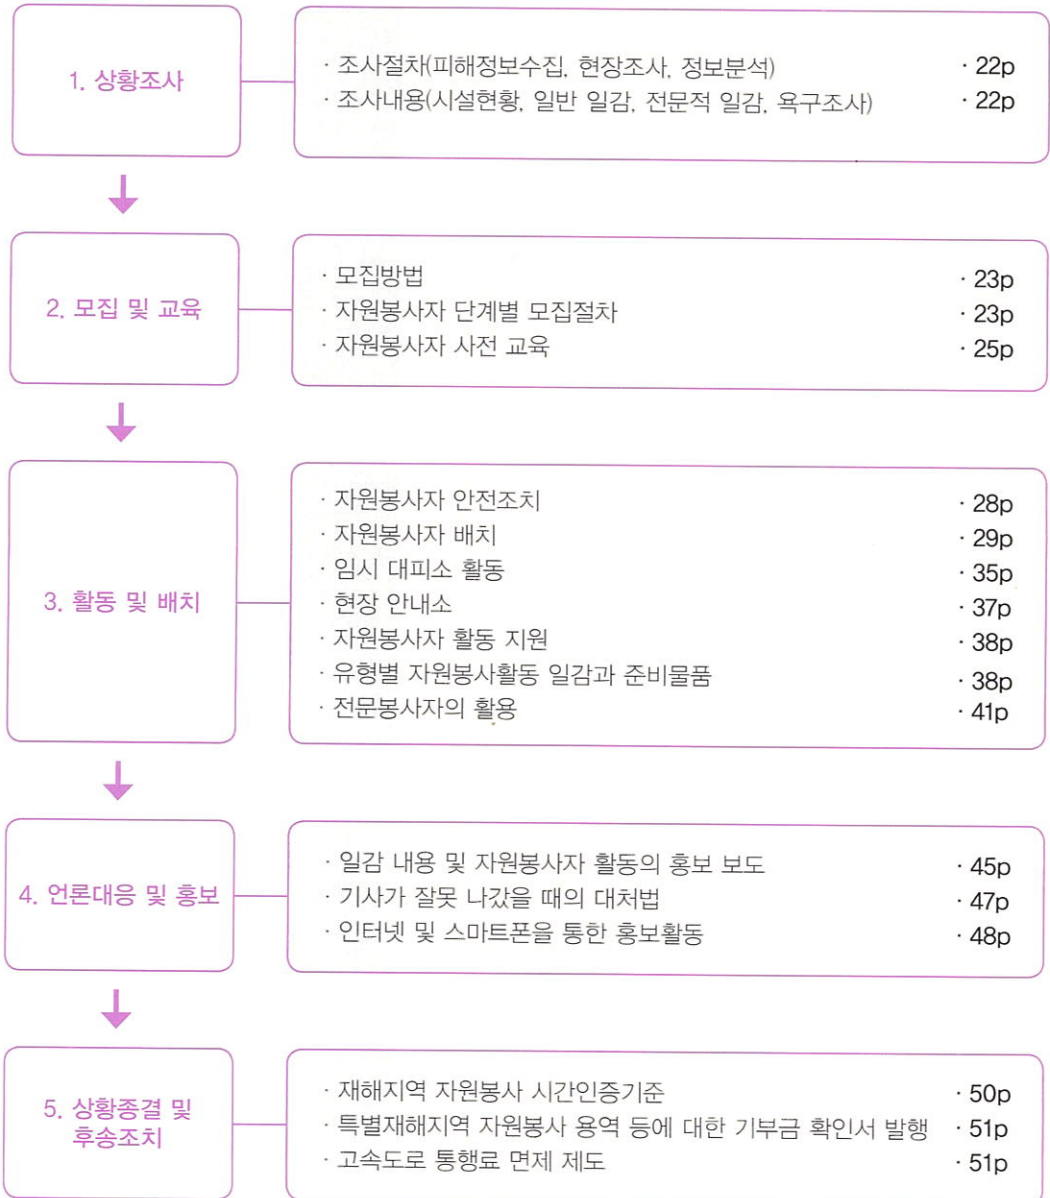 1. 상황조사
· 조사절차(피해정보수집, 현장조사, 정보분석) · 22p
· 조사내용(시설현황, 일반 일감, 전문적 일감, 욕구조사) · 22p
2. 모집 및 교육
· 모집방법 · 23p
· 자원봉사자 단계별 모집절차 · 23p
· 자원봉사자 사전 교육 · 25p
3. 활동 및 배치
· 자원봉사자 안전조치 · 28p
· 자원봉사자 배치 · 29p
· 임시 대피소 활동 · 35p
· 현장 안내소 · 37p
· 자원봉사자 활동 지원 · 38p
· 유형별 자원봉사활동 일감과 준비물품 · 38p
· 전문봉사자의 활용 · 41p
4. 언론대응 및 홍보
· 일감 내용 및 자원봉사자 활동의 홍보 보도 · 45p
· 기사가 잘못 나갔을 때의 대처법 · 47p
· 인터넷 및 스마트폰을 통한 홍보활동 · 48p
5. 상황종결 및
후송조치
· 재해지역 자원봉사 시간인증기준 · 50p
· 특별재해지역 자원봉사 용역 등에 대한 기부금 확인서 발행 · 51p
· 고속도로 통행료 면제 제도 · 51p